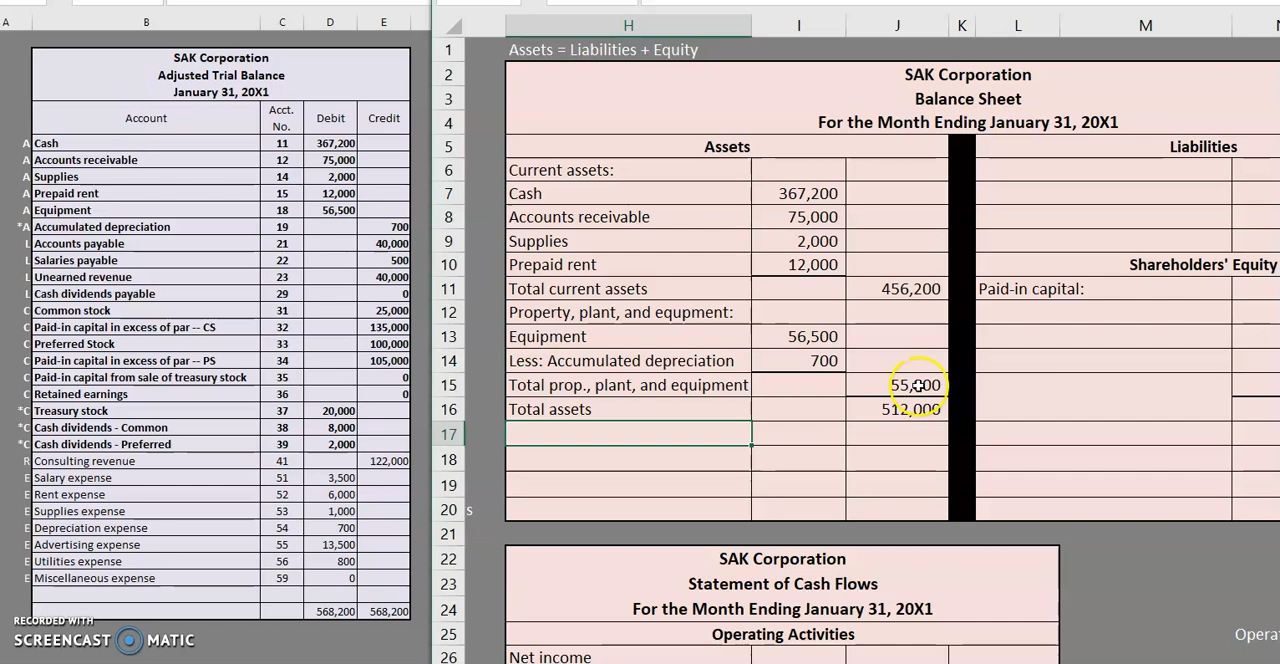 A B C D E
SAK Corporation
Adjusted Trial Balance
January 31, 20X1
Account Acct. No. Debit Credit
A Cash 11 367,200
A Accounts receivable 12 75,000
A Supplies 14 2,000
A Prepaid rent 15 12,000
A Equipment 18 56,500
*A Accumulated depreciation 19 700
L Accounts payable 21 40,000
L Salaries payable 22 500
L Unearned revenue 23 40,000
L Cash dividends payable 29 0
C Common stock 31 25,000
C Paid-in capital in excess of par -- CS 32 135,000
C Preferred Stock 33 100,000
C Paid-in capital in excess of par -- PS 34 105,000
C Paid-in capital from sale of treasury stock 35 0
C Retained earnings 36 0
*C Treasury stock 37 20,000
*C Cash dividends - Common 38 8,000
*C Cash dividends - Preferred 39 2,000
R Consulting revenue 41 122,000
E Salary expense 51 3,500
E Rent expense 52 6,000
E Supplies expense 53 1,000
E Depreciation expense 54 700
E Advertising expense 55 13,500
E Utilities expense 56 800
E Miscellaneous expense 59 0
568,200 568,200
RECORDED WITH
SCREENCAST MATIC
H I J K L M
1 Assets = Liabilities + Equity
2 SAK Corporation
3 Balance Sheet
4 For the Month Ending January 31, 20X1
5 Assets Liabilities
6 Current assets:
7 Cash 367,200
8 Accounts receivable 75,000
9 Supplies 2,000
10 Prepaid rent 12,000 Shareholders' Equity
11 Total current assets 456,200 Paid-in capital:
12 Property, plant, and equpment:
13 Equipment 56,500
14 Less: Accumulated depreciation 700
15 Total prop., plant, and equipment
16 Total assets 512,000
17
18
19
20 s
21
22 SAK Corporation
23 Statement of Cash Flows
24 For the Month Ending January 31, 20X1
25 Operating Activities Opera
26 Net income